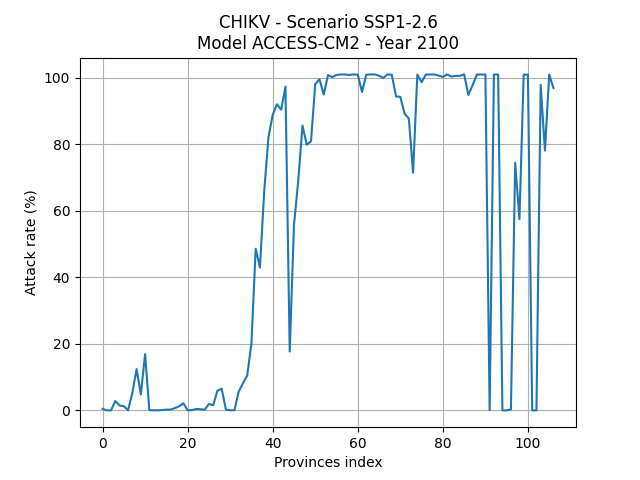 CHIKV - Scenario SSP1-2.6
Model ACCESS-CM2 - Year 2100
100
80
60
40
20
0
Attack rate (%)
0 20 40 60 80 100
Provinces index